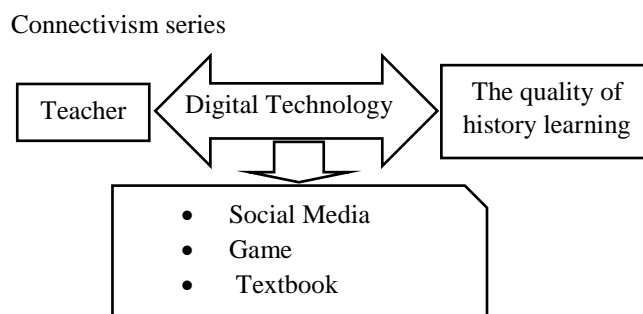 Connectivism series
Teacher
Digital Technology
The quality of
history learning
• Social Media
• Game
• Textbook